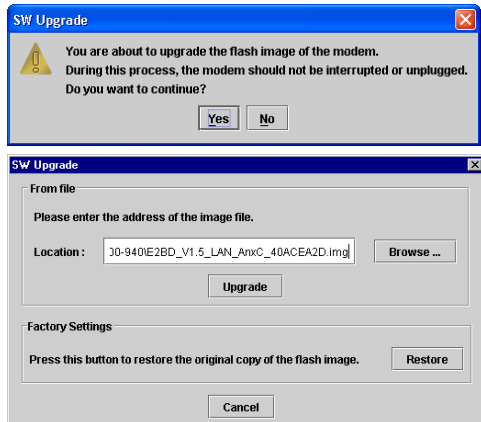 SW Upgrade
You are about to upgrade the flash image of the modem.
During this process, the modem should not be interrupted or unplugged.
Do you want to continue?
Yes No
SW Upgrade
From file
Please enter the address of the image file.
Location : 00-940\E2BD_V1.5_LAN_AnxC_40ACEA2D.img Browse ...
Upgrade
Factory Settings
Press this button to restore the original copy of the flash image. Restore
Cancel